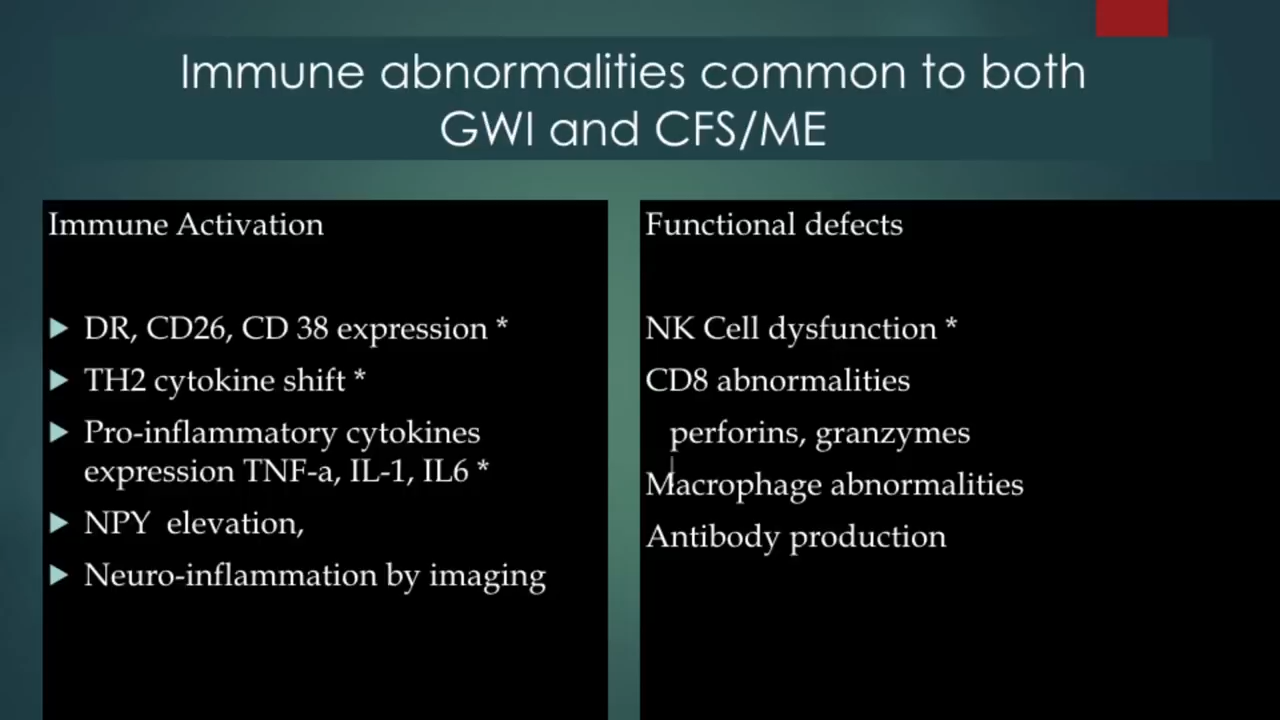 Immune abnormalities common to both
GWI and CFS/ME
Immune Activation
DR, CD26, CD 38 expression *
TH2 cytokine shift *
Pro-inflammatory cytokines
expression TNF-a, IL-1, IL6 *
NPY  elevation,
Neuro-inflammation by imaging
Functional defects
NK Cell dysfunction *
CD8 abnormalities
perforins, granzymes
Macrophage abnormalities
Antibody production